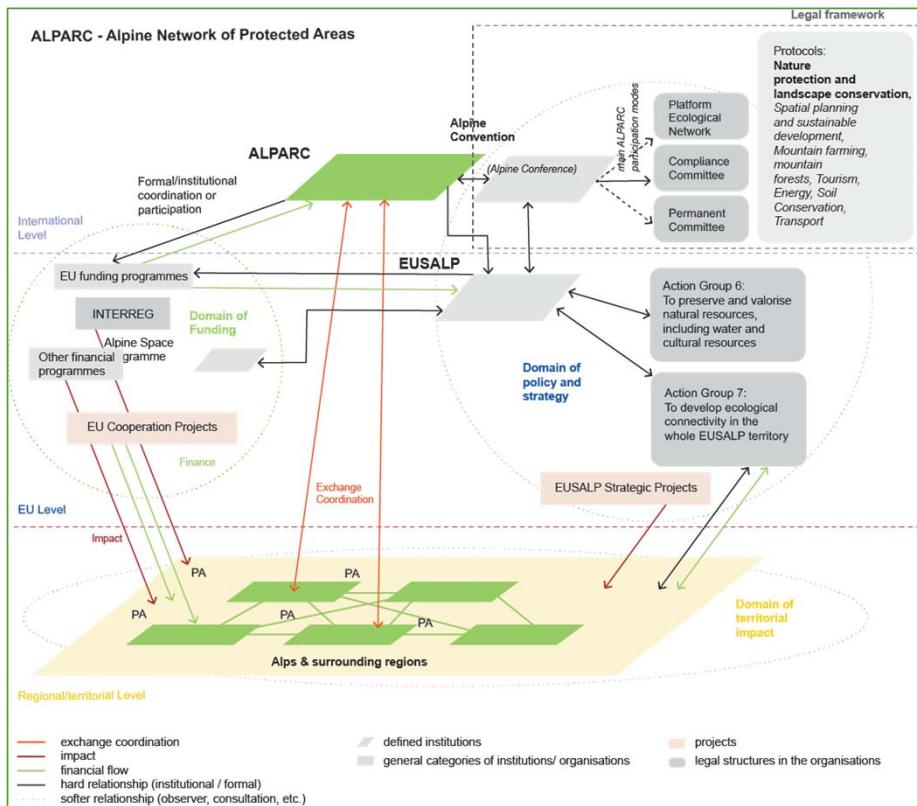 Legal framework
ALPARC - Alpine Network of Protected Areas
Protocols:
Nature
protection and
landscape conservation,
Spatial planning
and sustainable
development,
Mountain farming,
mountain
forests, Tourism,
Energy, Soil
Conservation,
Transport
Platform
Ecological
Network
Compliance
Committee
Permanent
Committee
main ALPARC
participation modes
Alpine
Convention
(Alpine Conference)
ALPARC
Formal/institutional
coordination or
participation
International
Level
EUSALP
EU funding programmes
INTERREG
Alpine Space
gramme
Other financial
programmes
Domain of
Funding
EU Cooperation Projects
Finance
Exchange
Coordination
Domain of
policy and
strategy
Action Group 6:
To preserve and valorise
natural resources,
including water and
cultural resources
Action Group 7:
To develop ecological
connectivity in the
whole EUSALP territory
EUSALP Strategic Projects
EU Level
Impact
PA
PA
PA
PA
PA
Domain of
territorial
impact
Alps & surrounding regions
Regional/territorial Level
exchange coordination
impact
financial flow
hard relationship (institutional / formal)
softer relationship (observer, consultation, etc.)
defined institutions
general categories of institutions/ organisations
projects
legal structures in the organisations